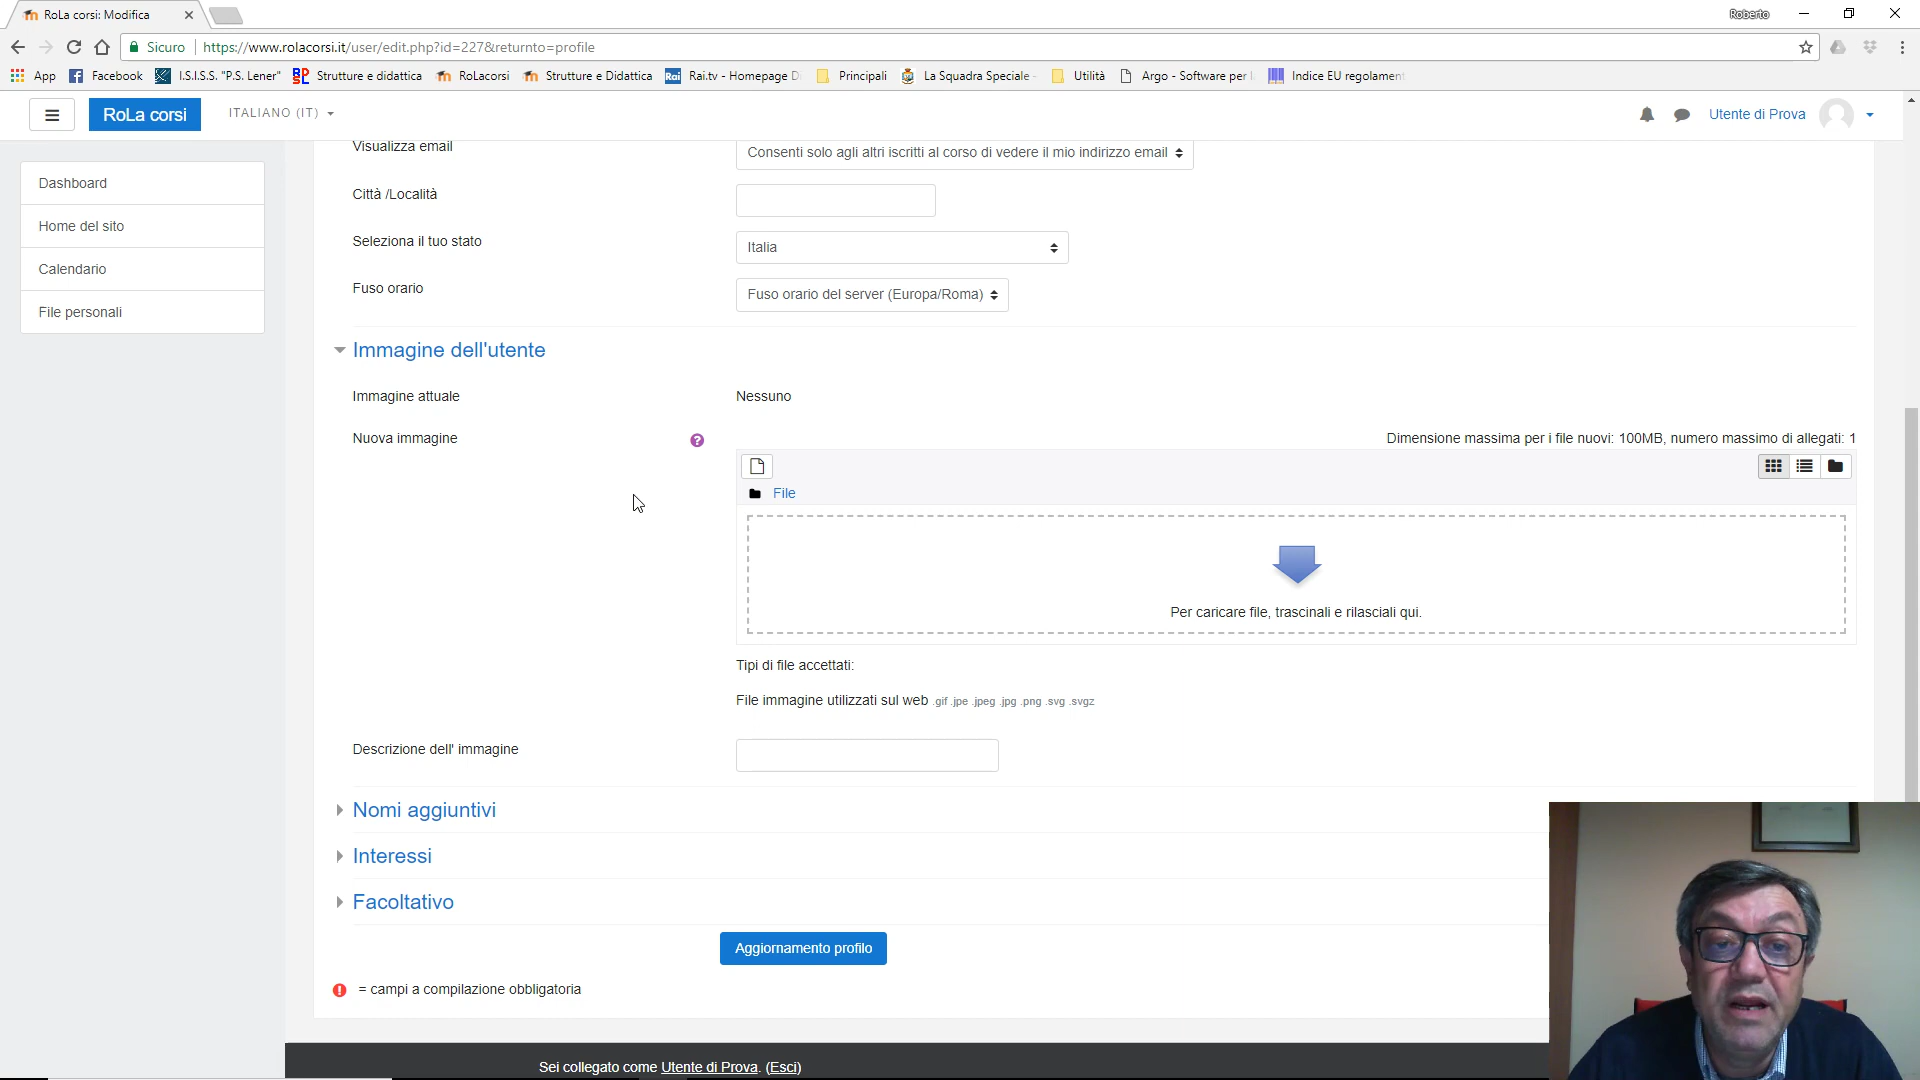 RoLa corsi: Modifica
Roberto
Sicuro https://www.rolacorsi.it/user/edit.php?id=227&returnto=profile
App Facebook I.S.I.S.S. "P.S. Lener" Strutture e didattica RoLacorsi Strutture e Didattica Rai Rai.tv - Homepage Principali La Squadra Speciale Utilità Argo - Software per Indice EU regolament
RoLa corsi ITALIANO (IT) Utente di Prova
Visualizza email Consenti solo agli altri iscritti al corso di vedere il mio indirizzo email
Dashboard
Città /Località
Home del sito
Seleziona il tuo stato Italia
Calendario
Fuso orario Fuso orario del server (Europa/Roma)
File personali
Immagine dell'utente
Immagine attuale Nessuno
Nuova immagine ? Dimensione massima per i file nuovi: 100MB, numero massimo di allegati: 1
File
Per caricare file, trascinali e rilasciali qui.
Tipi di file accettati:
File immagine utilizzati sul web .gif .jpe .jpeg .jpg .png .svg .svgz
Descrizione dell' immagine
Nomi aggiuntivi
Interessi
Facoltativo
Aggiornamento profilo
! = campi a compilazione obbligatoria
Sei collegato come Utente di Prova. (Esci)